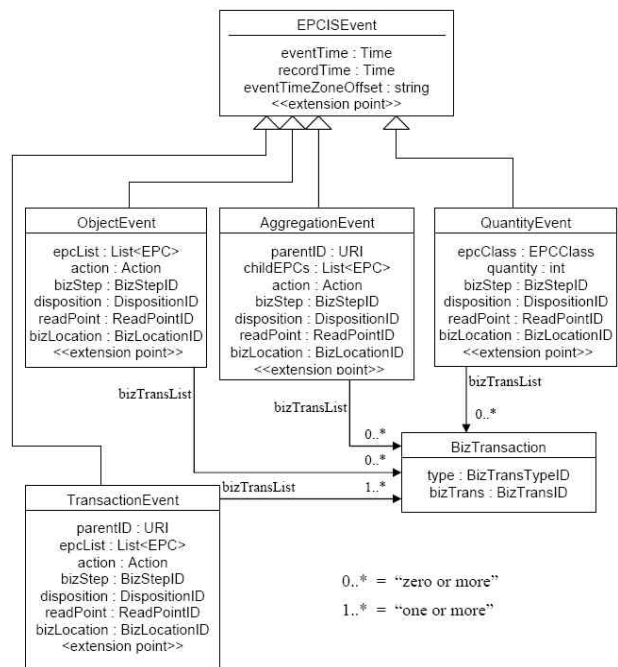 EPCISEvent
eventTime : Time
recordTime : Time
eventTimeZoneOffset : string
<<extension point>>
ObjectEvent
epcList : List<EPC>
action : Action
bizStep : BizStepID
disposition : DispositionID
readPoint : ReadPointID
bizLocation : BizLocationID
<<extension point>>
AggregationEvent
parentID : URI
childEPCs : List<EPC>
action : Action
bizStep : BizStepID
disposition : DispositionID
readPoint : ReadPointID
bizLocation : BizLocationID
<<extension point>>
QuantityEvent
epcClass : EPCClass
quantity : int
bizStep : BizStepID
disposition : DispositionID
readPoint : ReadPointID
bizLocation : BizLocationID
<<extension point>>
bizTransList
bizTransList
bizTransList
0..*
0..*
0..*
BizTransaction
type : BizTransTypeID
bizTrans : BizTransID
bizTransList
1..*
TransactionEvent
parentID : URI
epcList : List<EPC>
action : Action
bizStep : BizStepID
disposition : DispositionID
readPoint : ReadPointID
bizLocation : BizLocationID
<extension point>>
0..* = “zero or more”
1..* = “one or more”